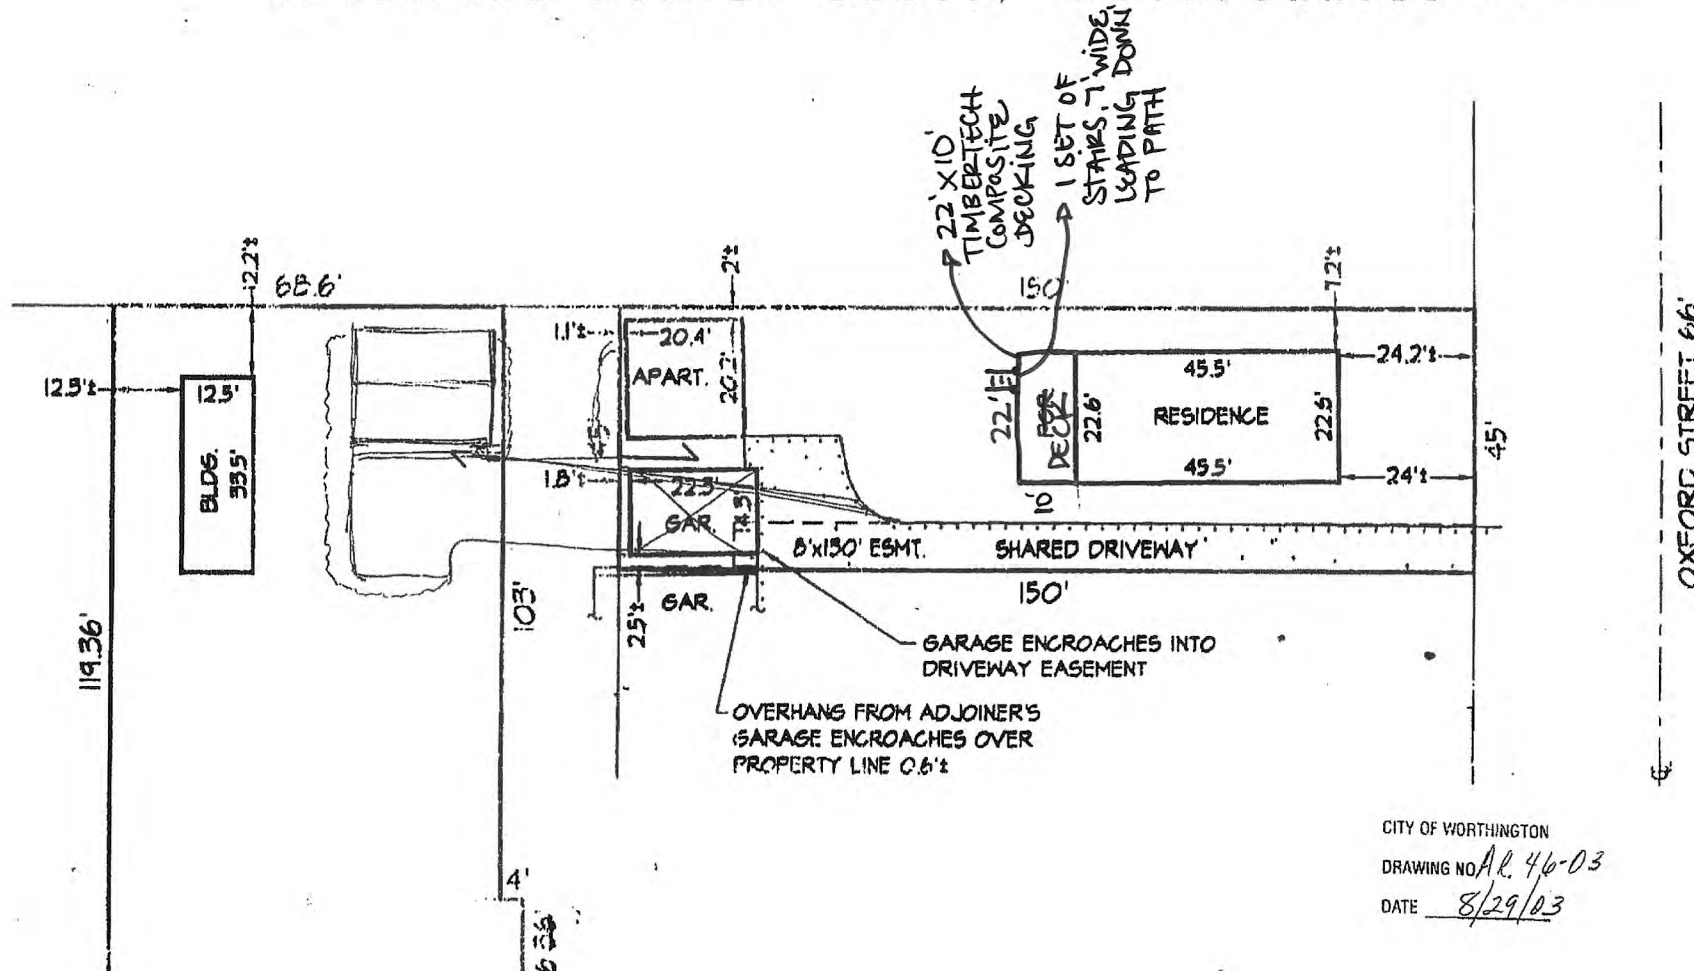 22'X10'
TIMBERTECH
COMPOSITE
DECKING
1 SET OF
STAIRS, 7' WIDE,
LEADING DOWN
TO PATH
2.2'±
68.6'
2'±
150'
7.2'±
1.1'±
20.4'
APART.
20.2'
12.5'±
12.5'
BLDG.
33.5'
22'
DECK
10'
22.6'
45.5'
RESIDENCE
45.5'
22.5'
24.2'±
24'±
45'
OXFORD STREET 66'
1.8'±
22.3'
GAR.
14.3'
8'x150' ESMT.
SHARED DRIVEWAY
150'
GAR.
25'±
103'
119.36'
GARAGE ENCROACHES INTO
DRIVEWAY EASEMENT
OVERHANG FROM ADJOINER'S
GARAGE ENCROACHES OVER
PROPERTY LINE 0.6'±
4'
CITY OF WORTHINGTON
DRAWING NO AR. 46-03
DATE 8/29/03